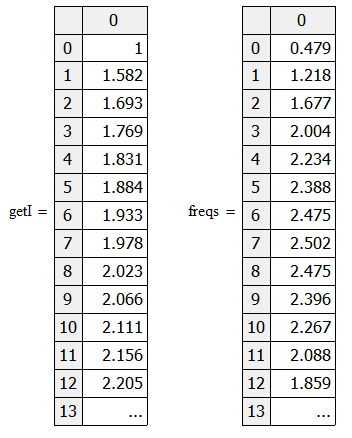 0 0
0 1 0 0.479
1 1.582 1 1.218
2 1.693 2 1.677
3 1.769 3 2.004
4 1.831 4 2.234
5 1.884 5 2.388
getI = 6 1.933 freqs = 6 2.475
7 1.978 7 2.502
8 2.023 8 2.475
9 2.066 9 2.396
10 2.111 10 2.267
11 2.156 11 2.088
12 2.205 12 1.859
13 ... 13 ...